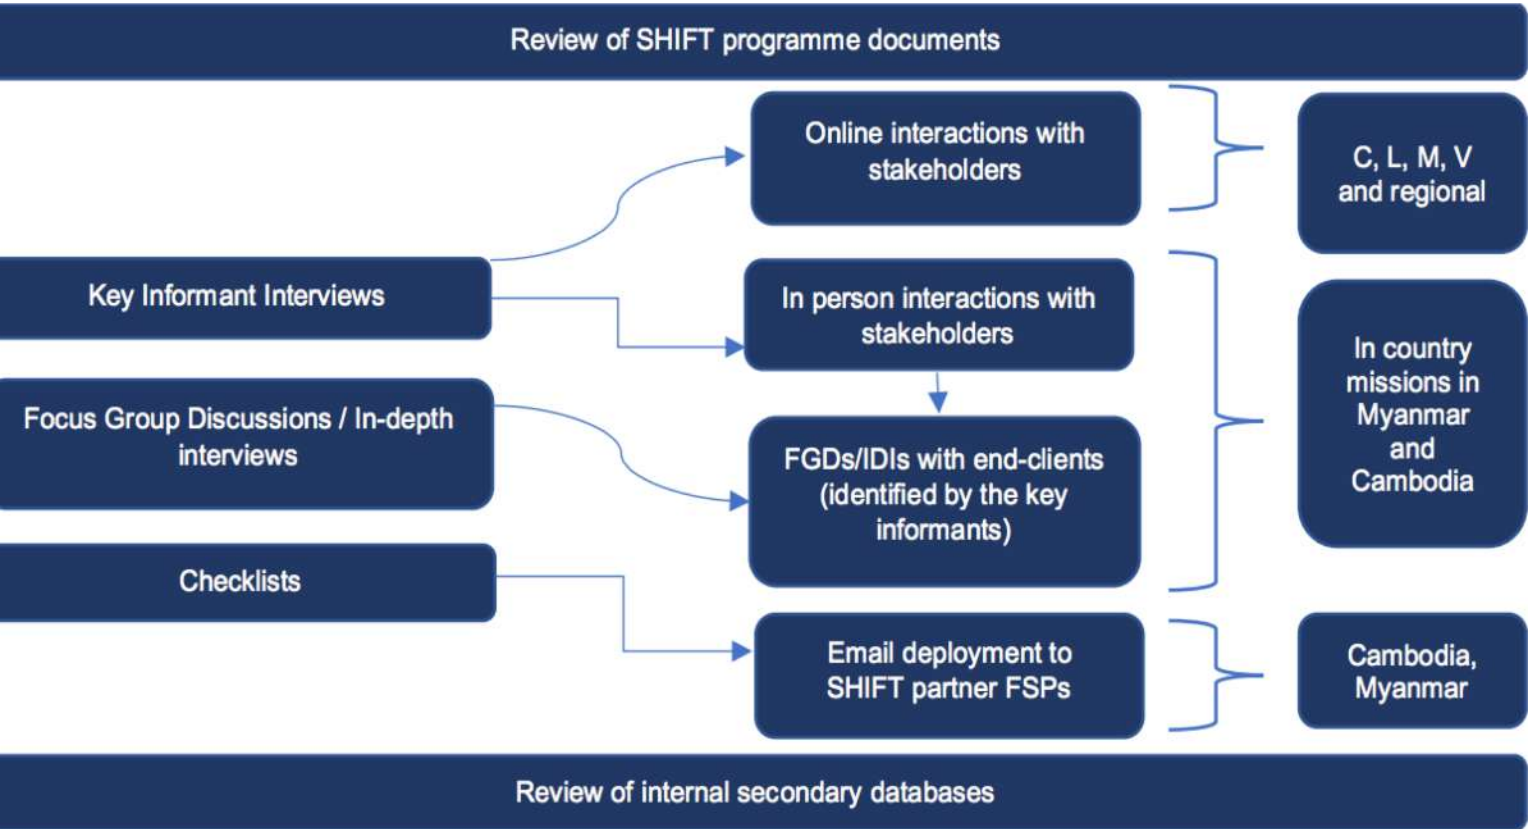 Review of SHIFT programme documents
Online interactions with
stakeholders
C, L, M, V
and regional
Key Informant Interviews
In person interactions with
stakeholders
In country
missions in
Myanmar
and
Cambodia
Focus Group Discussions / In-depth
interviews
FGDs/IDIs with end-clients
(identified by the key
informants)
Checklists
Email deployment to
SHIFT partner FSPs
Cambodia,
Myanmar
Review of internal secondary databases